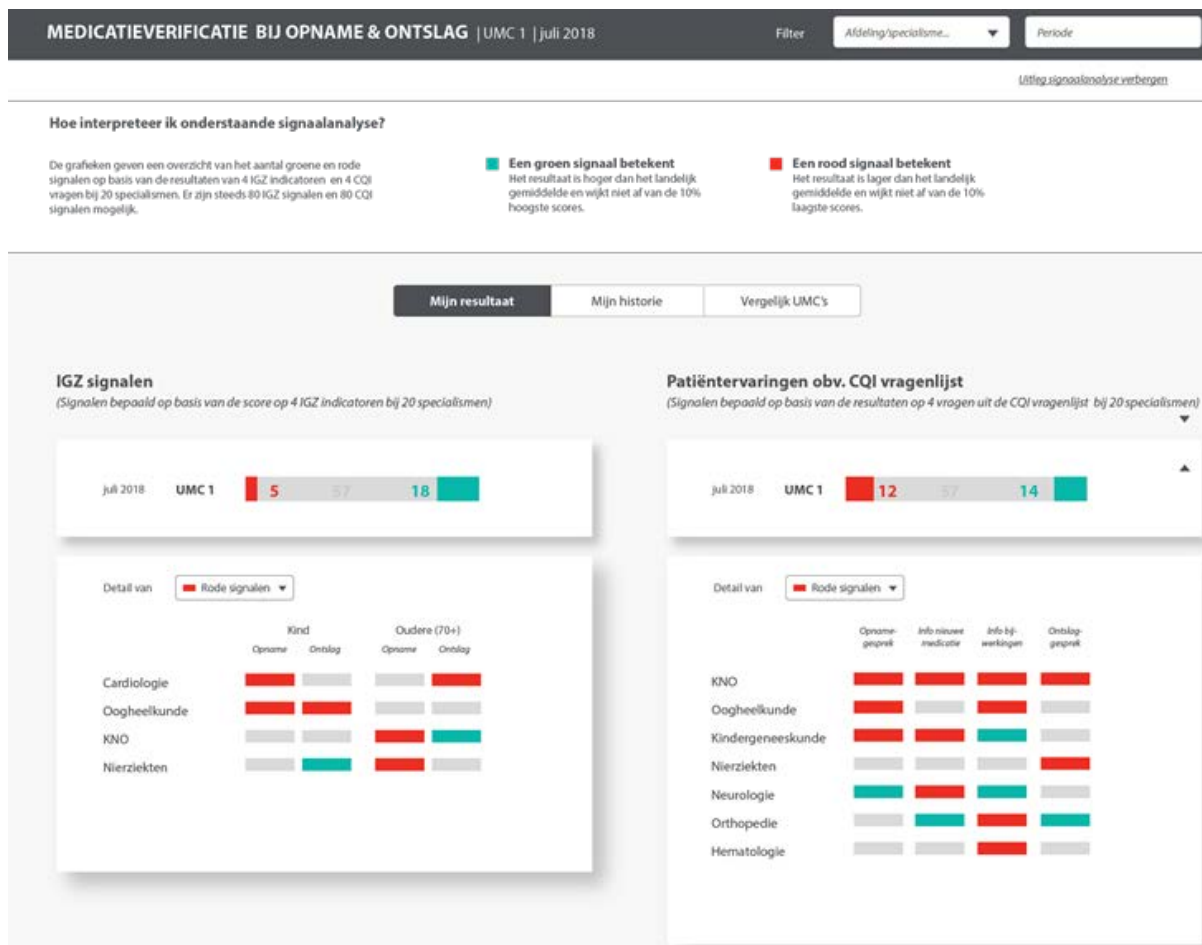 MEDICATIEVERIFICATIE BIJ OPNAME & ONTSLAG | UMC 1 | juli 2018
Filter
Afdeling/specialisme...
Periode
Uitleg signaalanalyse verbergen
Hoe interpreteer ik onderstaande signaalanalyse?
De grafieken geven een overzicht van het aantal groene en rode
signalen op basis van de resultaten van 4 IGZ indicatoren en 4 CQI
vragen bij 20 specialismen. Er zijn steeds 80 IGZ signalen en 80 CQI
signalen mogelijk.
Een groen signaal betekent
Het resultaat is hoger dan het landelijk
gemiddelde en wijkt niet af van de 10%
hoogste scores.
Een rood signaal betekent
Het resultaat is lager dan het landelijk
gemiddelde en wijkt niet af van de 10%
laagste scores.
Mijn resultaat
Mijn historie
Vergelijk UMC's
IGZ signalen
(Signalen bepaald op basis van de score op 4 IGZ indicatoren bij 20 specialismen)
juli 2018 UMC 1 5 57 18
Detail van Rode signalen
Kind Oudere (70+)
Opname Ontslag Opname Ontslag
Cardiologie
Oogheelkunde
KNO
Nierziekten
Patiëntervaringen obv. CQI vragenlijst
(Signalen bepaald op basis van de resultaten op 4 vragen uit de CQI vragenlijst bij 20 specialismen)
juli 2018 UMC 1 12 57 14
Detail van Rode signalen
Opname- Info nieuwe Info bij- Ontslag-
gesprek medicatie werkingen gesprek
KNO
Oogheelkunde
Kindergeneeskunde
Nierziekten
Neurologie
Orthopedie
Hematologie